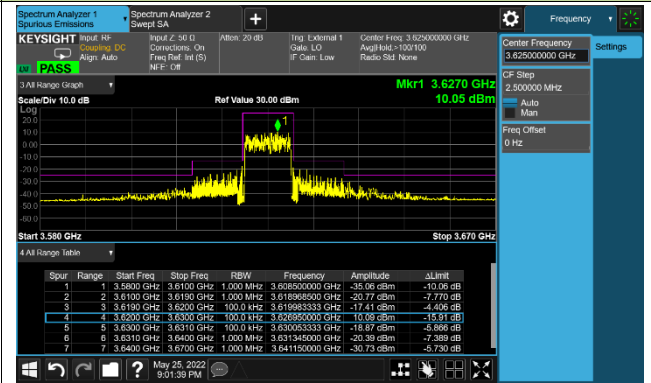 Spectrum Analyzer 1
Spurious Emissions
Spectrum Analyzer 2
Swept SA
Frequency
KEYSIGHT Input: RF
Coupling: DC
Align: Auto
Input Z: 50 Ω
Corrections: On
Freq Ref: Int (S)
NFE: Off
Atten: 20 dB
Trig: External 1
Gate: LO
IF Gain: Low
Center Freq: 3.625000000 GHz
Avg|Hold:>100/100
Radio Std: None
PASS
Center Frequency
3.625000000 GHz
Settings
CF Step
2.500000 MHz
Auto
Man
Freq Offset
0 Hz
3 All Range Graph
Mkr1 3.6270 GHz
10.05 dBm
Scale/Div 10.0 dB
Ref Value 30.00 dBm
Log
20.0
10.0
0.00
-10.0
-20.0
-30.0
-40.0
-50.0
-60.0
1
Start 3.580 GHz
Stop 3.670 GHz
4 All Range Table
Spur Range Start Freq Stop Freq RBW Frequency Amplitude ΔLimit
1 1 3.5800 GHz 3.6100 GHz 1.000 MHz 3.608500000 GHz -35.06 dBm -10.06 dB
2 2 3.6100 GHz 3.6190 GHz 1.000 MHz 3.618968500 GHz -20.77 dBm -7.770 dB
3 3 3.6190 GHz 3.6200 GHz 100.0 kHz 3.619983333 GHz -17.41 dBm -4.406 dB
4 4 3.6200 GHz 3.6300 GHz 100.0 kHz 3.626950000 GHz 10.09 dBm -15.91 dB
5 5 3.6300 GHz 3.6310 GHz 100.0 kHz 3.630053333 GHz -18.87 dBm -5.866 dB
6 6 3.6310 GHz 3.6400 GHz 1.000 MHz 3.631345000 GHz -20.39 dBm -7.389 dB
7 7 3.6400 GHz 3.6700 GHz 1.000 MHz 3.641150000 GHz -30.73 dBm -5.730 dB
May 25, 2022
9:01:39 PM